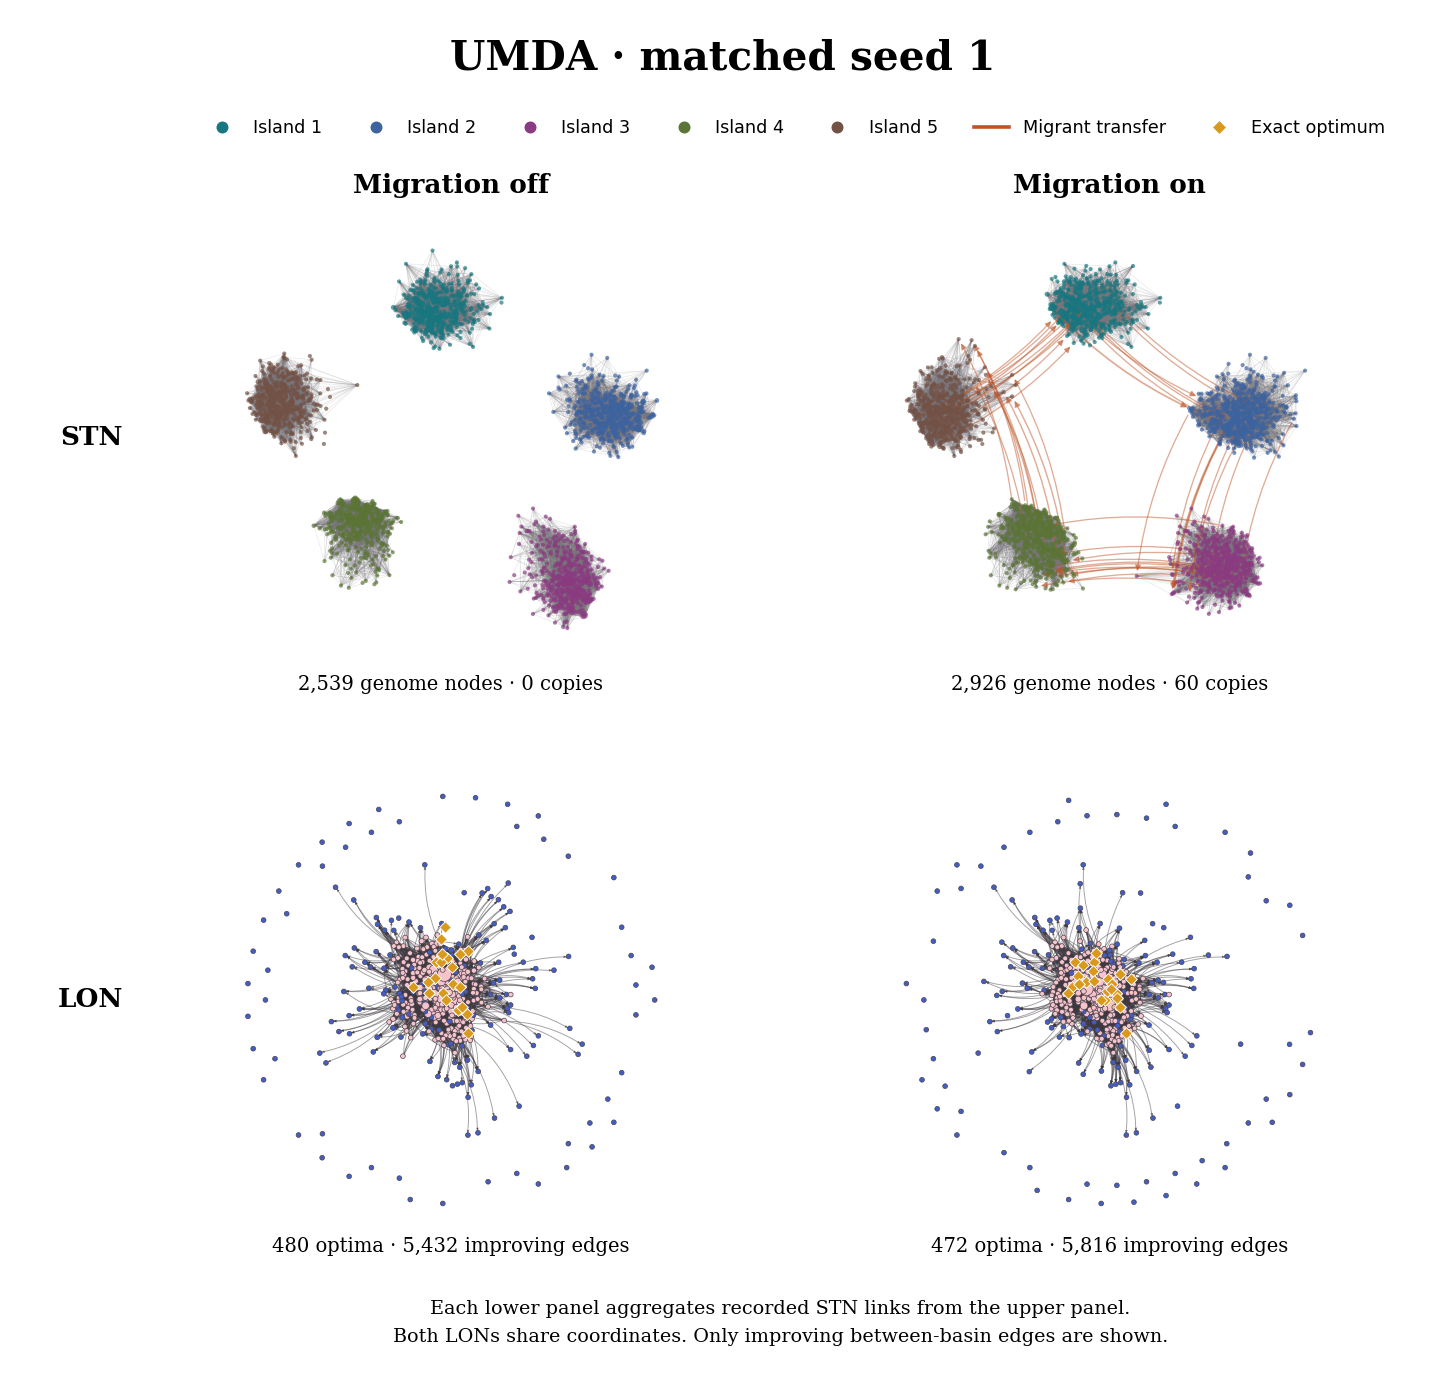 UMDA · matched seed 1
Island 1 Island 2 Island 3 Island 4 Island 5 Migrant transfer Exact optimum
Migration off Migration on
STN
2,539 genome nodes · 0 copies 2,926 genome nodes · 60 copies
LON
480 optima · 5,432 improving edges 472 optima · 5,816 improving edges
Each lower panel aggregates recorded STN links from the upper panel.
Both LONs share coordinates. Only improving between-basin edges are shown.